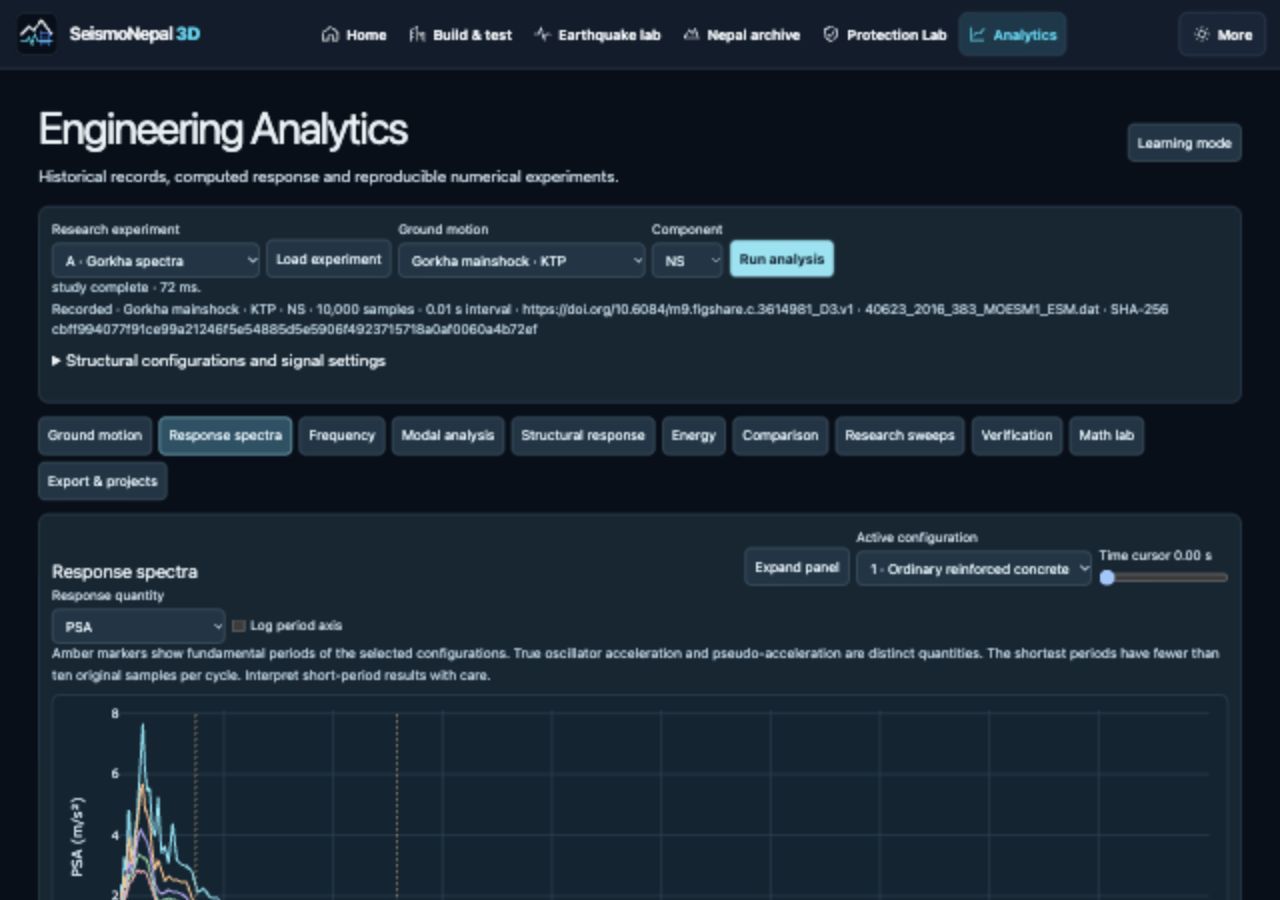 SeismoNepal 3D
Home
Build & test
Earthquake lab
Nepal archive
Protection Lab
Analytics
More
Engineering Analytics
Learning mode
Historical records, computed response and reproducible numerical experiments.
Research experiment
Ground motion
Component
A · Gorkha spectra
Load experiment
Gorkha mainshock · KTP
NS
Run analysis
study complete · 72 ms.
Recorded · Gorkha mainshock · KTP · NS · 10,000 samples · 0.01 s interval · https://doi.org/10.6084/m9.figshare.c.3614981_D3.v1 · 40623_2016_383_MOESM1_ESM.dat · SHA-256
cbff994077f91ce99a21246f5e54885d5e5906f4923715718a0af0060a4b72ef
Structural configurations and signal settings
Ground motion
Response spectra
Frequency
Modal analysis
Structural response
Energy
Comparison
Research sweeps
Verification
Math lab
Export & projects
Active configuration
Response spectra
Expand panel
1 · Ordinary reinforced concrete
Time cursor 0.00 s
Response quantity
PSA
Log period axis
Amber markers show fundamental periods of the selected configurations. True oscillator acceleration and pseudo-acceleration are distinct quantities. The shortest periods have fewer than
ten original samples per cycle. Interpret short-period results with care.
8
6
4
2
PSA (m/s²)